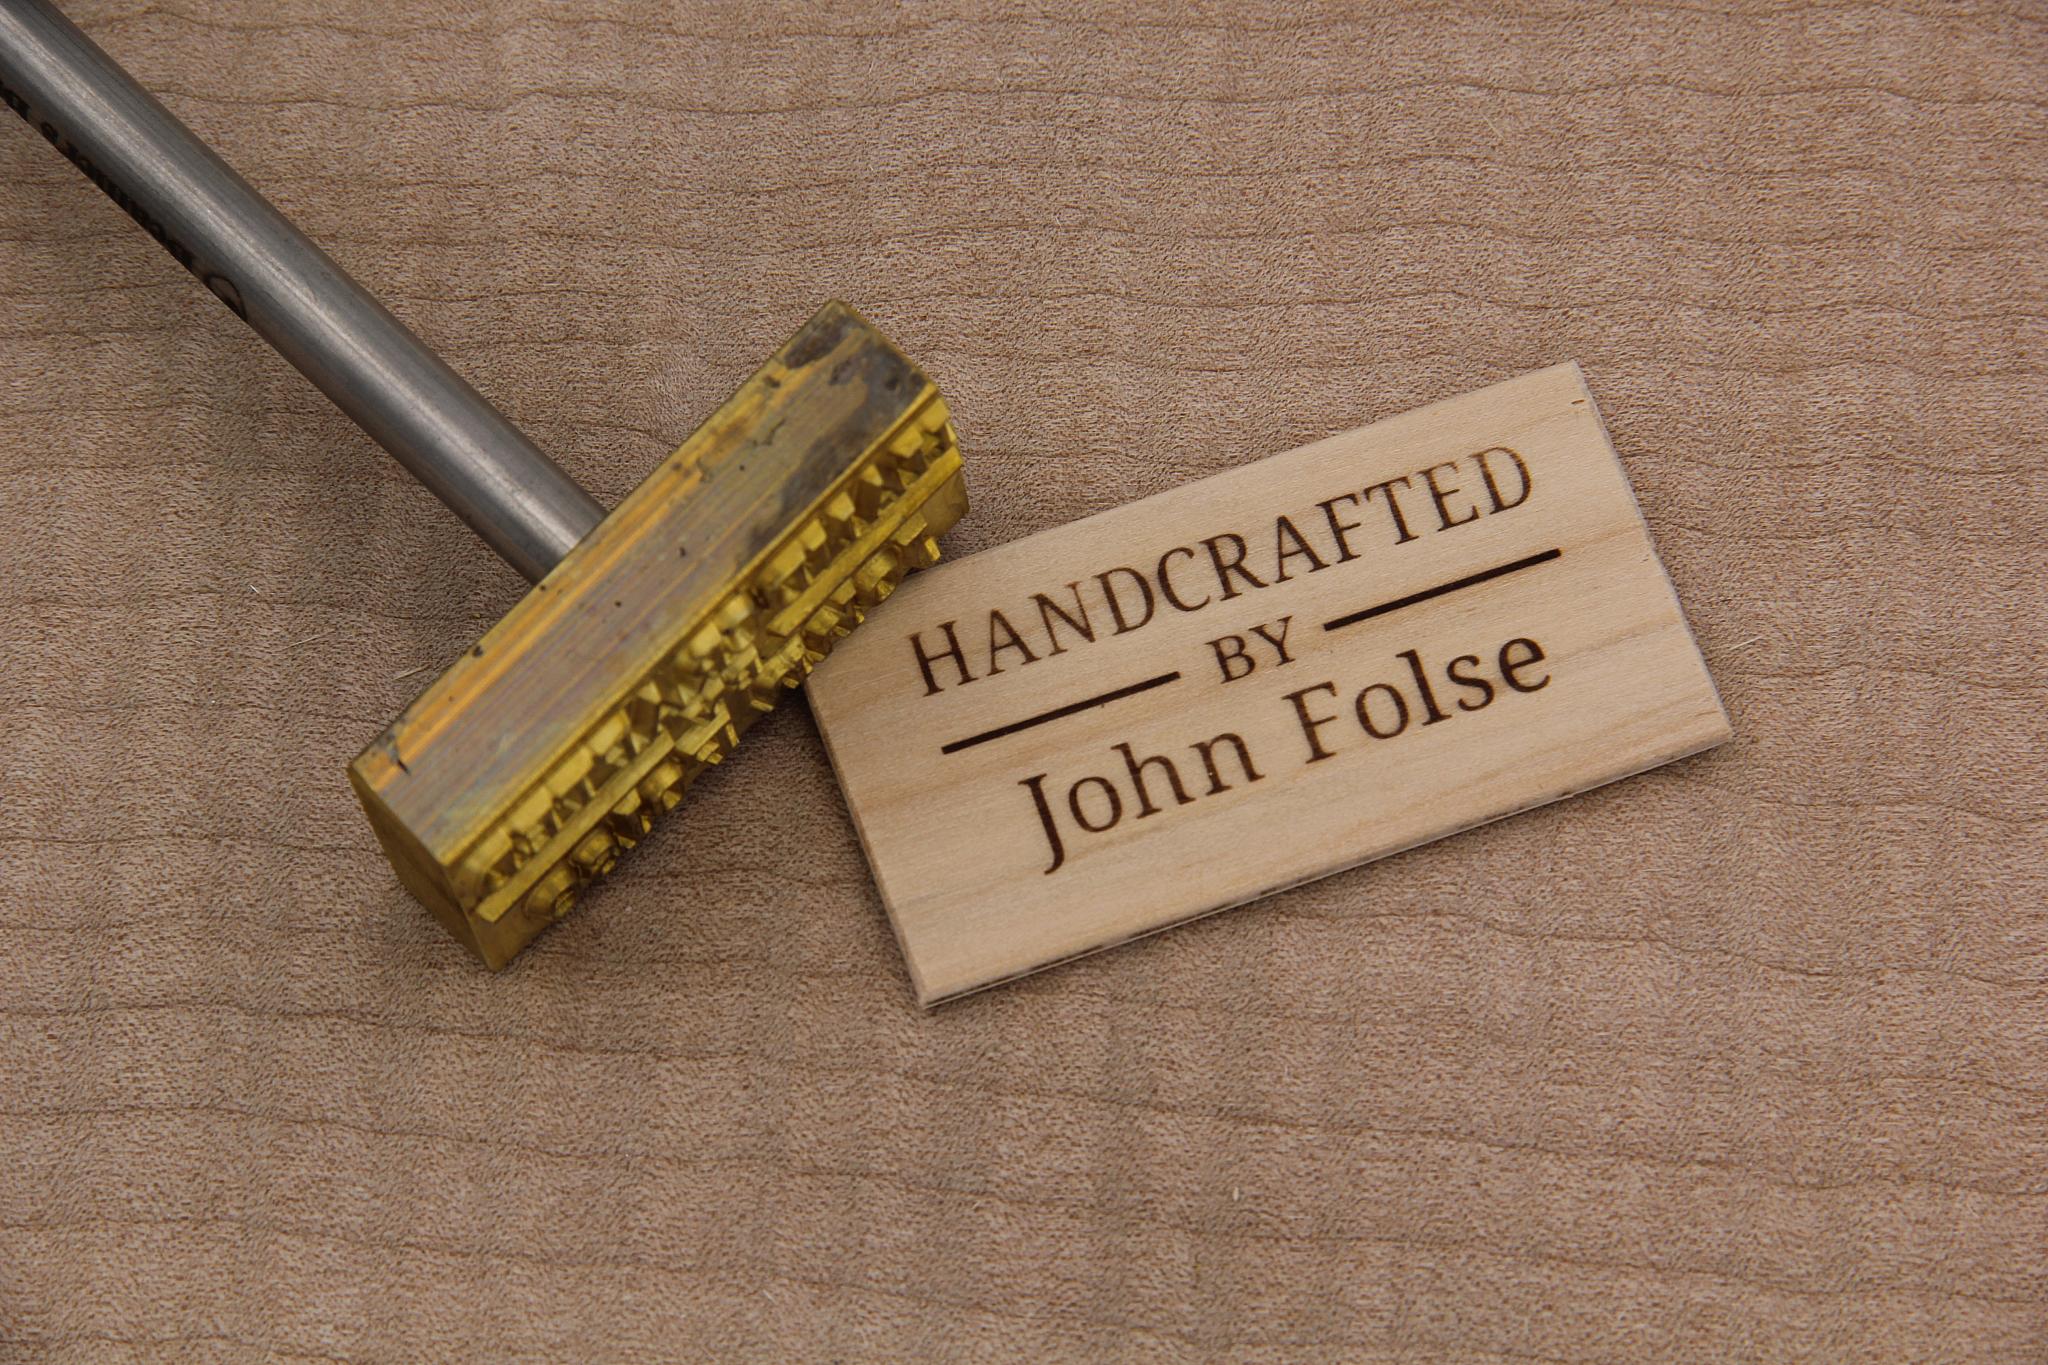 HANDCRAFTED
BY
John Folse